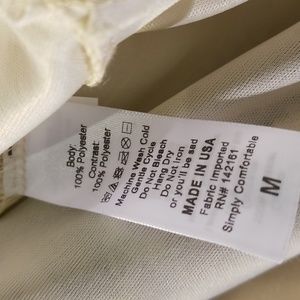 Body:
100% Polyester
Contrast:
100% Polyester
Machine Wash Cold
Gentle Cycle
Do Not Bleach
Hang Dry
Do Not Iron
or you'll be sad
MADE IN USA
Fabric Imported
RN# 142161
Simply Comfortable
M